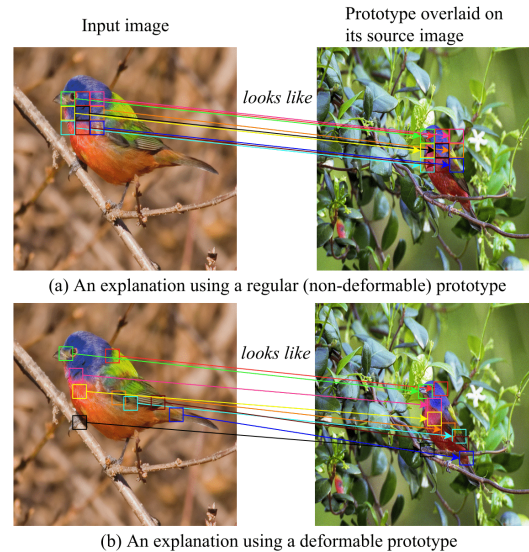 Input image
Prototype overlaid on
its source image
looks like
(a) An explanation using a regular (non-deformable) prototype
looks like
(b) An explanation using a deformable prototype